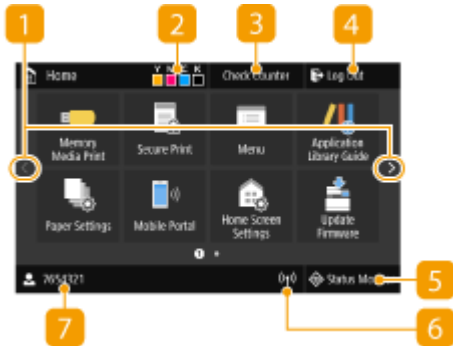 1
2
3
4
Home
Y M C K
Check Counter
Log Out
Memory
Media Print
Secure Print
Menu
Application
Library Guide
Paper Settings
Mobile Portal
Home Screen
Settings
Update
Firmware
1
7654321
Status Mo
5
7
6